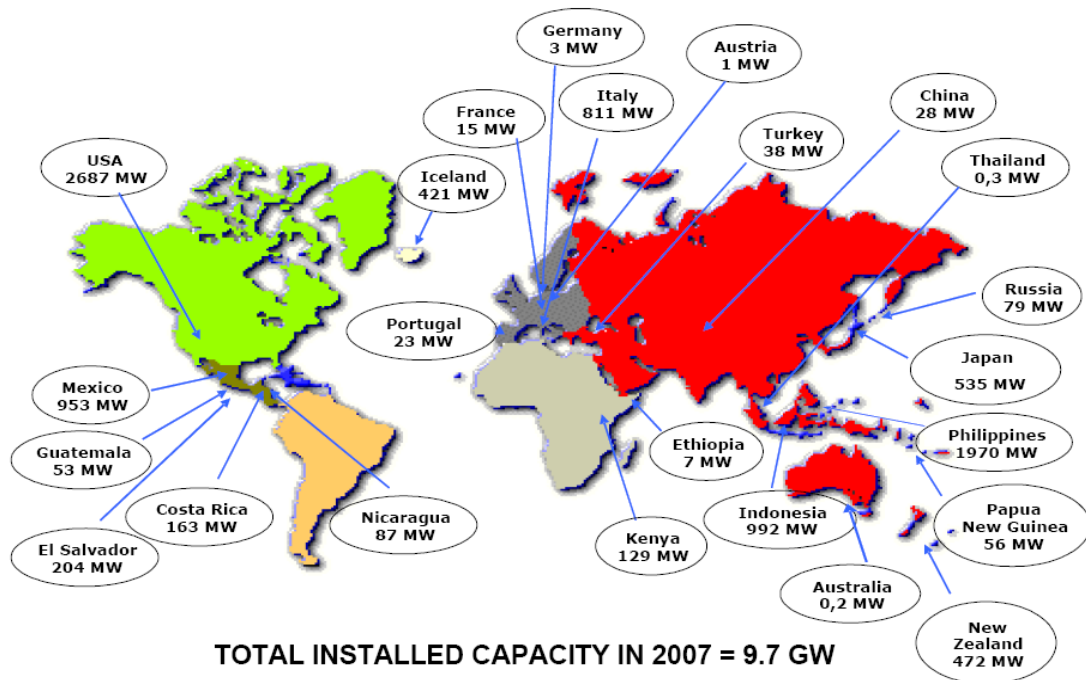 Germany
3 MW
Austria
1 MW
Italy
811 MW
China
28 MW
France
15 MW
Turkey
38 MW
Thailand
0,3 MW
USA
2687 MW
Iceland
421 MW
Russia
79 MW
Portugal
23 MW
Japan
535 MW
Mexico
953 MW
Philippines
1970 MW
Ethiopia
7 MW
Guatemala
53 MW
Costa Rica
163 MW
Nicaragua
87 MW
Indonesia
992 MW
Papua
New Guinea
56 MW
Kenya
129 MW
El Salvador
204 MW
Australia
0,2 MW
New
Zealand
472 MW
TOTAL INSTALLED CAPACITY IN 2007 = 9.7 GW